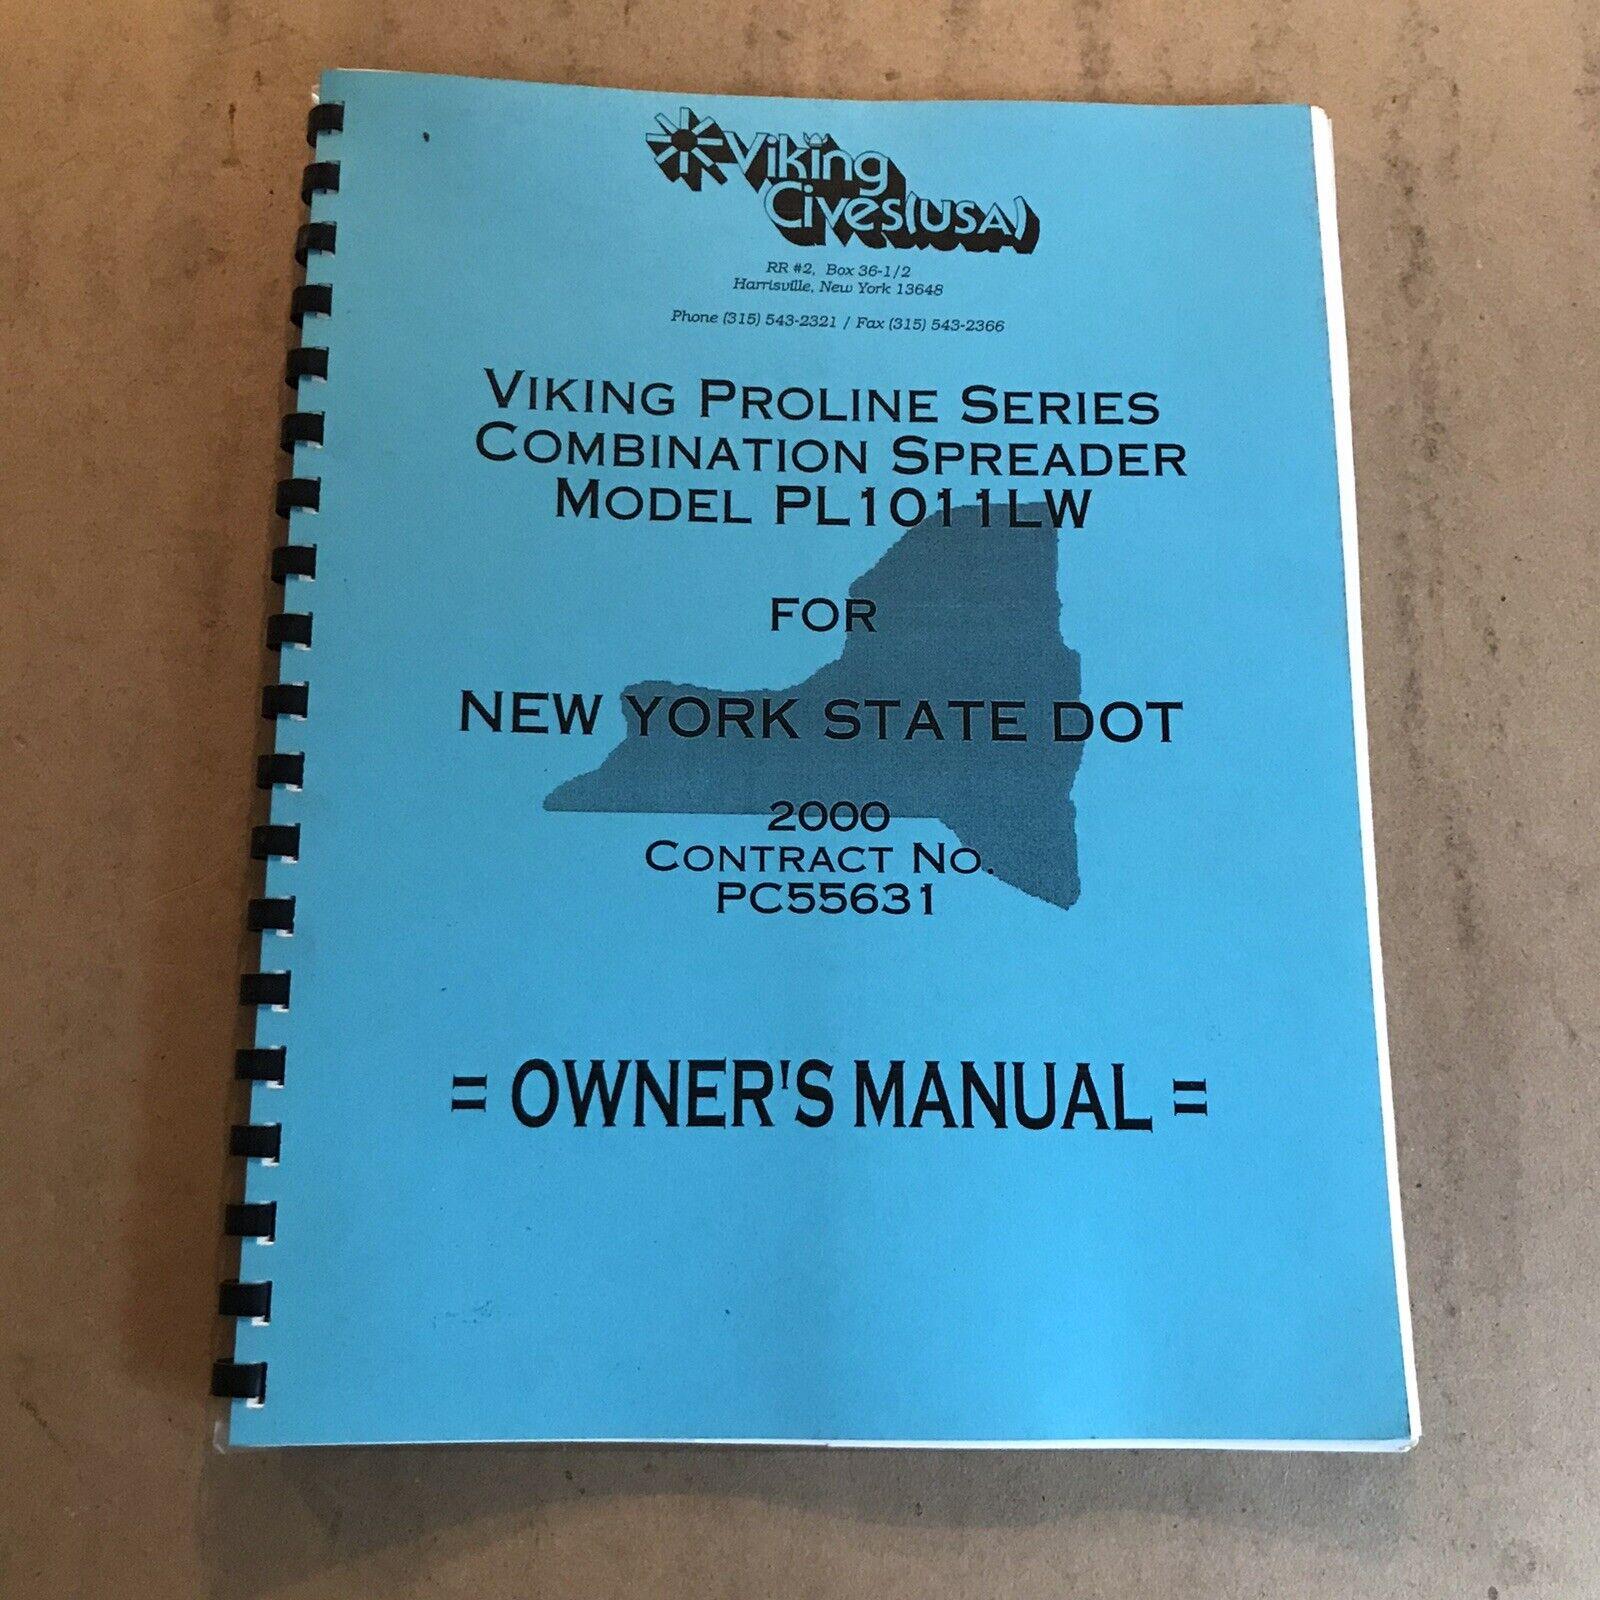 Viking
Cives(USA)
RR #2, Box 36-1/2
Harrisville, New York 13648
Phone (315) 543-2321 / Fax (315) 543-2366
VIKING PROLINE SERIES
COMBINATION SPREADER
MODEL PL1011LW
FOR
NEW YORK STATE DOT
2000
CONTRACT NO.
PC55631
= OWNER'S MANUAL =